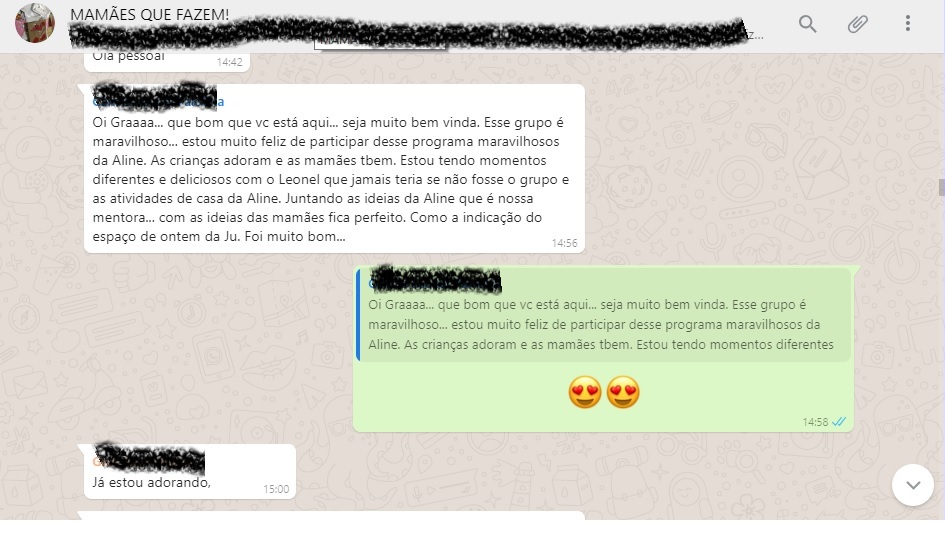 MAMÃES QUE FAZEM!
Olá pessoal
14:42
Oi Graaaa... que bom que vc está aqui... seja muito bem vinda. Esse grupo é
maravilhoso... estou muito feliz de participar desse programa maravilhosos
da Aline. As crianças adoram e as mamães tbem. Estou tendo momentos
diferentes e deliciosos com o Leonel que jamais teria se não fosse o grupo e
as atividades de casa da Aline. Juntando as ideias da Aline que é nossa
mentora... com as ideias das mamães fica perfeito. Como a indicação do
espaço de ontem da Ju. Foi muito bom...
14:56
Oi Graaaa... que bom que vc está aqui... seja muito bem vinda. Esse grupo é
maravilhoso... estou muito feliz de participar desse programa maravilhosos da
Aline. As crianças adoram e as mamães tbem. Estou tendo momentos diferentes
14:58
Já estou adorando,
15:00